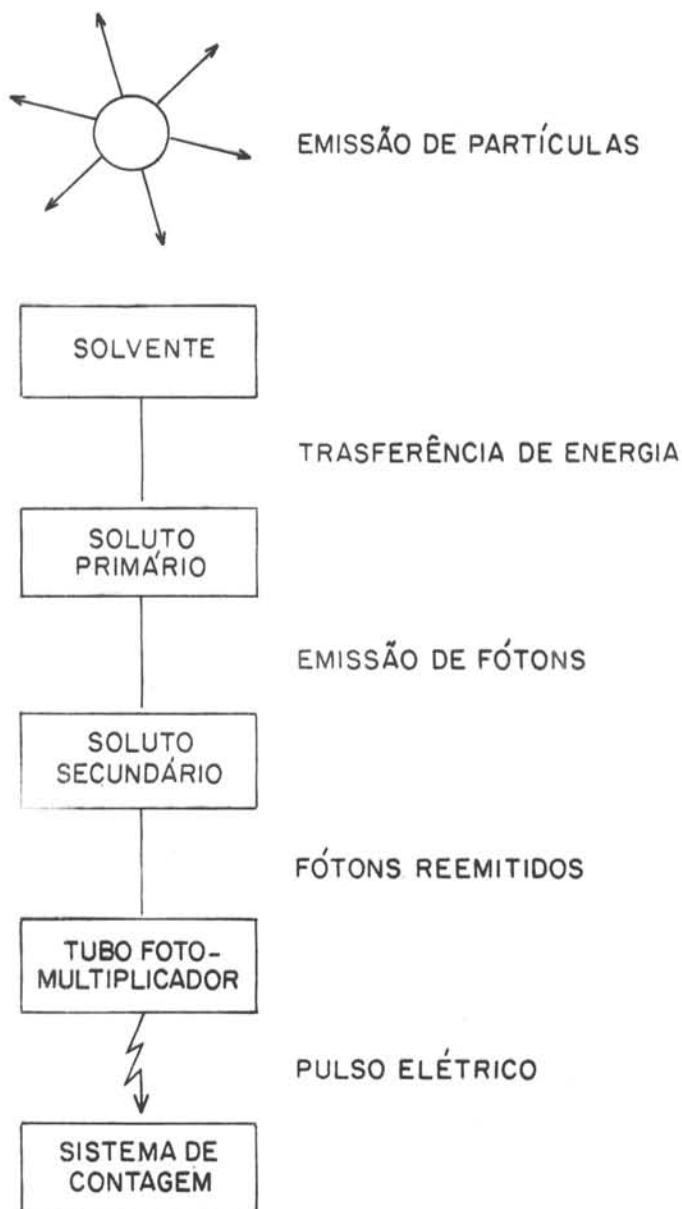 EMISSÃO DE PARTÍCULAS
SOLVENTE
TRASFERÊNCIA DE ENERGIA
SOLUTO
PRIMÁRIO
EMISSÃO DE FÓTONS
SOLUTO
SECUNDÁRIO
FÓTONS REEMITIDOS
TUBO FOTO-
MULTIPLICADOR
PULSO ELÉTRICO
SISTEMA DE
CONTAGEM